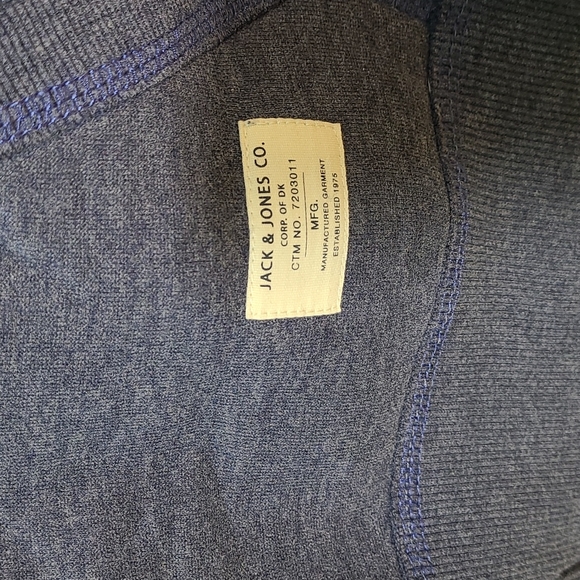 JACK & JONES CO.
CORP. OF DK
CTM NO. 7203011
MFG.
MANUFACTURED GARMENT
ESTABLISHED 1975